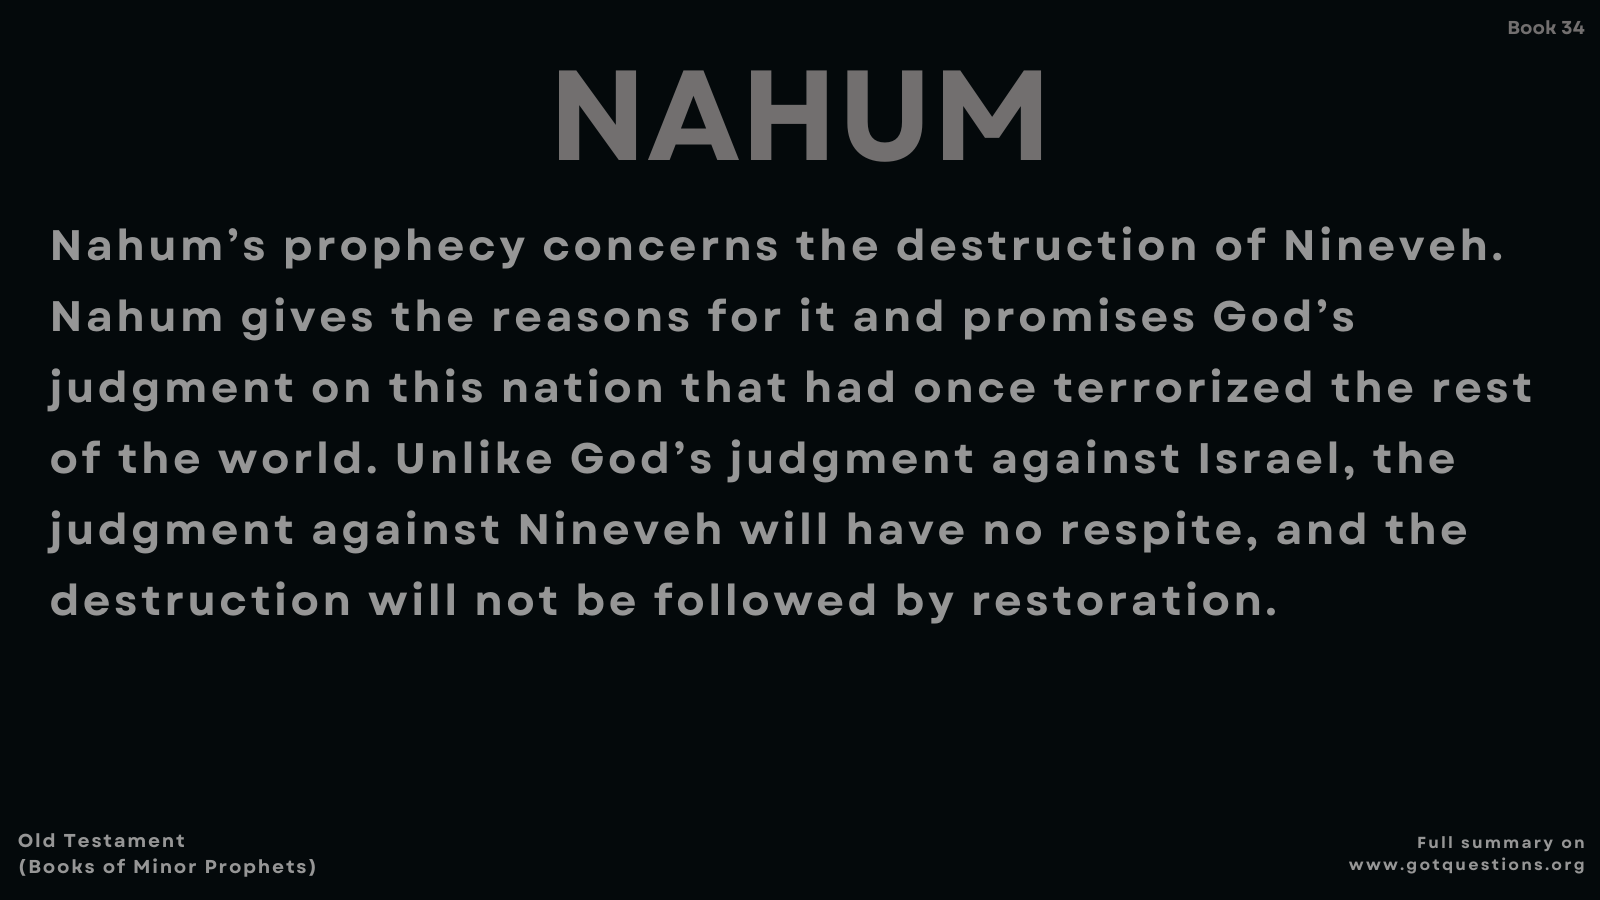 Book 34
NAHUM
Nahum’s prophecy concerns the destruction of Nineveh.
Nahum gives the reasons for it and promises God’s
judgment on this nation that had once terrorized the rest
of the world. Unlike God’s judgment against Israel, the
judgment against Nineveh will have no respite, and the
destruction will not be followed by restoration.
Old Testament
(Books of Minor Prophets)
Full summary on
www.gotquestions.org